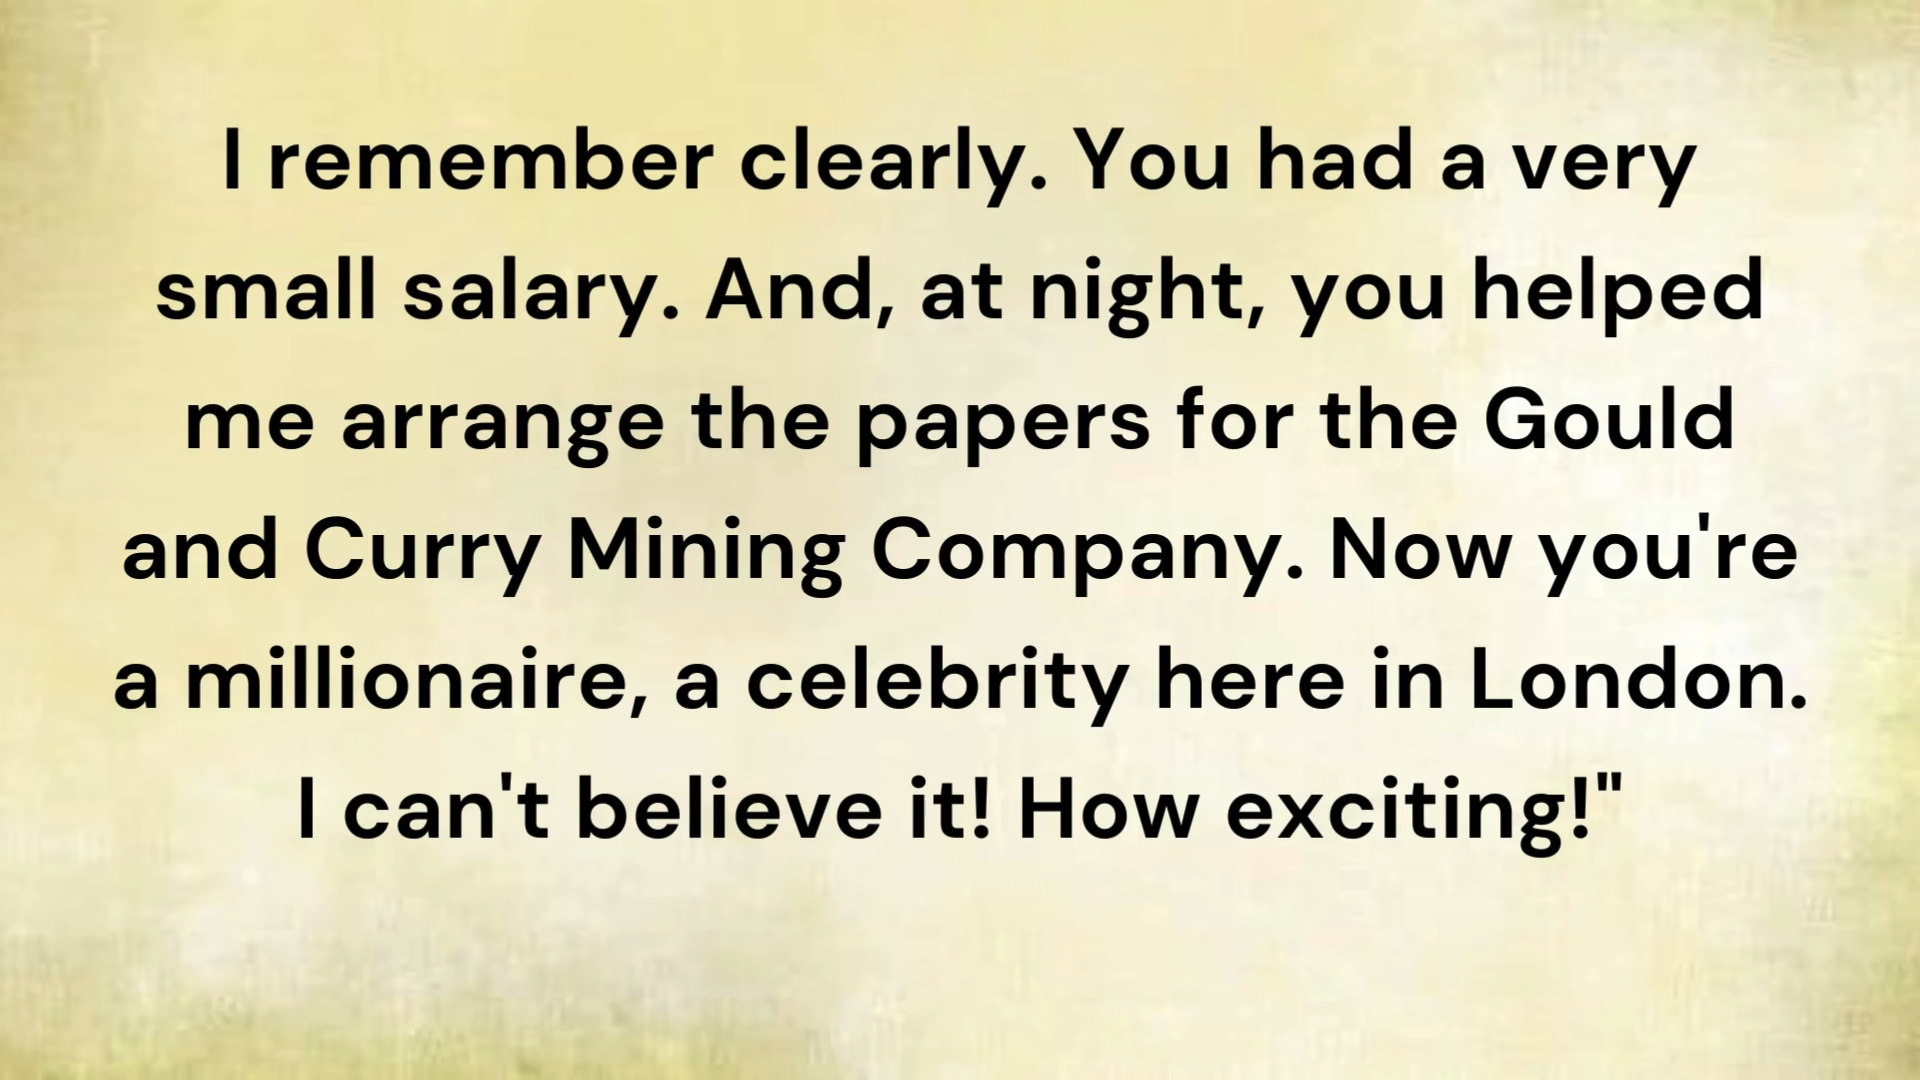 I remember clearly. You had a very
small salary. And, at night, you helped
me arrange the papers for the Gould
and Curry Mining Company. Now you're
a millionaire, a celebrity here in London.
I can't believe it! How exciting!"